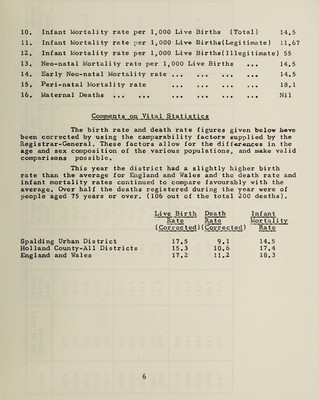 10. Infant Mortality rate per 1,000 Live Births (Total) 14.5
11. Infant Mortality rate per 1,000 Live Births(Legitimate) 11.67
12. Infant Mortality rate per 1,000 Live Births(Illegitimate) 55
13. Neo-natal Mortality rate per 1,000 Live Births ... 14.5
14. Early Neo-natal Mortality rate ... ... ... ... 14.5
15. Peri-natal Mortality rate ... ... ... ... 18.1
16. Maternal Deaths ... ... ... ... ... ... Nil
Comments on Vital Statistics
The birth rate and death rate figures given below have
been corrected by using the camparability factors supplied by the
Registrar-General. These factors allow for the differences in the
age and sex composition of the various populations, and make valid
comparisons possible.
This year the district had a slightly higher birth
rate than the average for England and Wales and the death rate and
infant mortality rates continued to compare favourably with the
average. Over half the deaths registered during the year were of
people aged 75 years or over. (106 out of the total 200 deaths).
Live Birth Death Infant
Rate Rate Mortality
(Corrected)(Corrected) Rate
Spalding Urban District 17.5 9.1 14.5
Holland County-All Districts 15.3 10.6 17.4
England and Wales 17.2 11.2 18.3
6